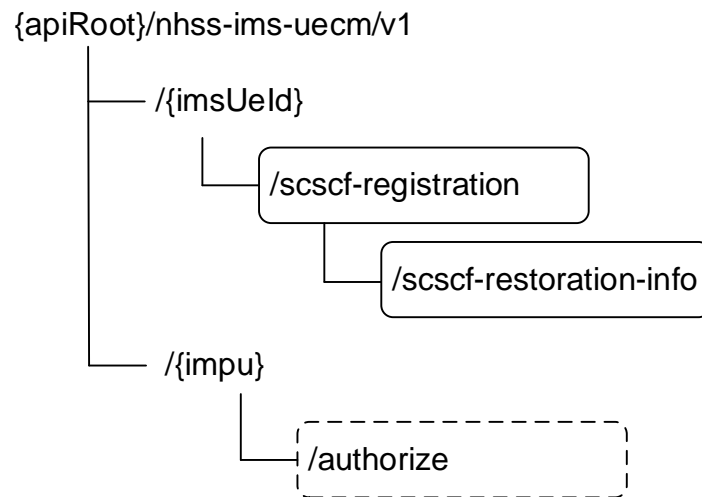 {apiRoot}/nhss-ims-uecm/v1
/{imsUeId}
/scscf-registration
/scscf-restoration-info
/{impu}
/authorize